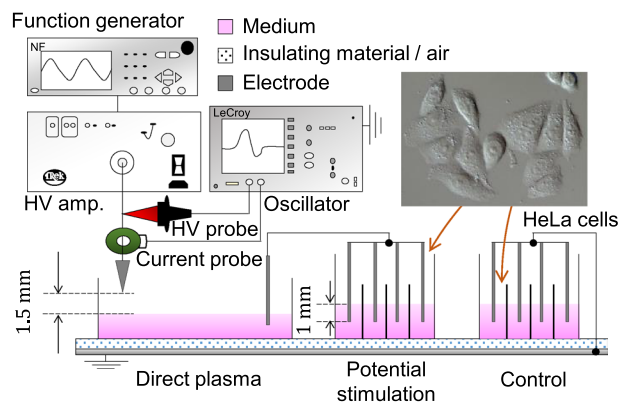 Function generator
Medium
Insulating material / air
Electrode
NF
LeCroy
TReK
HV amp.
Oscillator
HV probe
Current probe
HeLa cells
1.5 mm
1 mm
Direct plasma
Potential
stimulation
Control